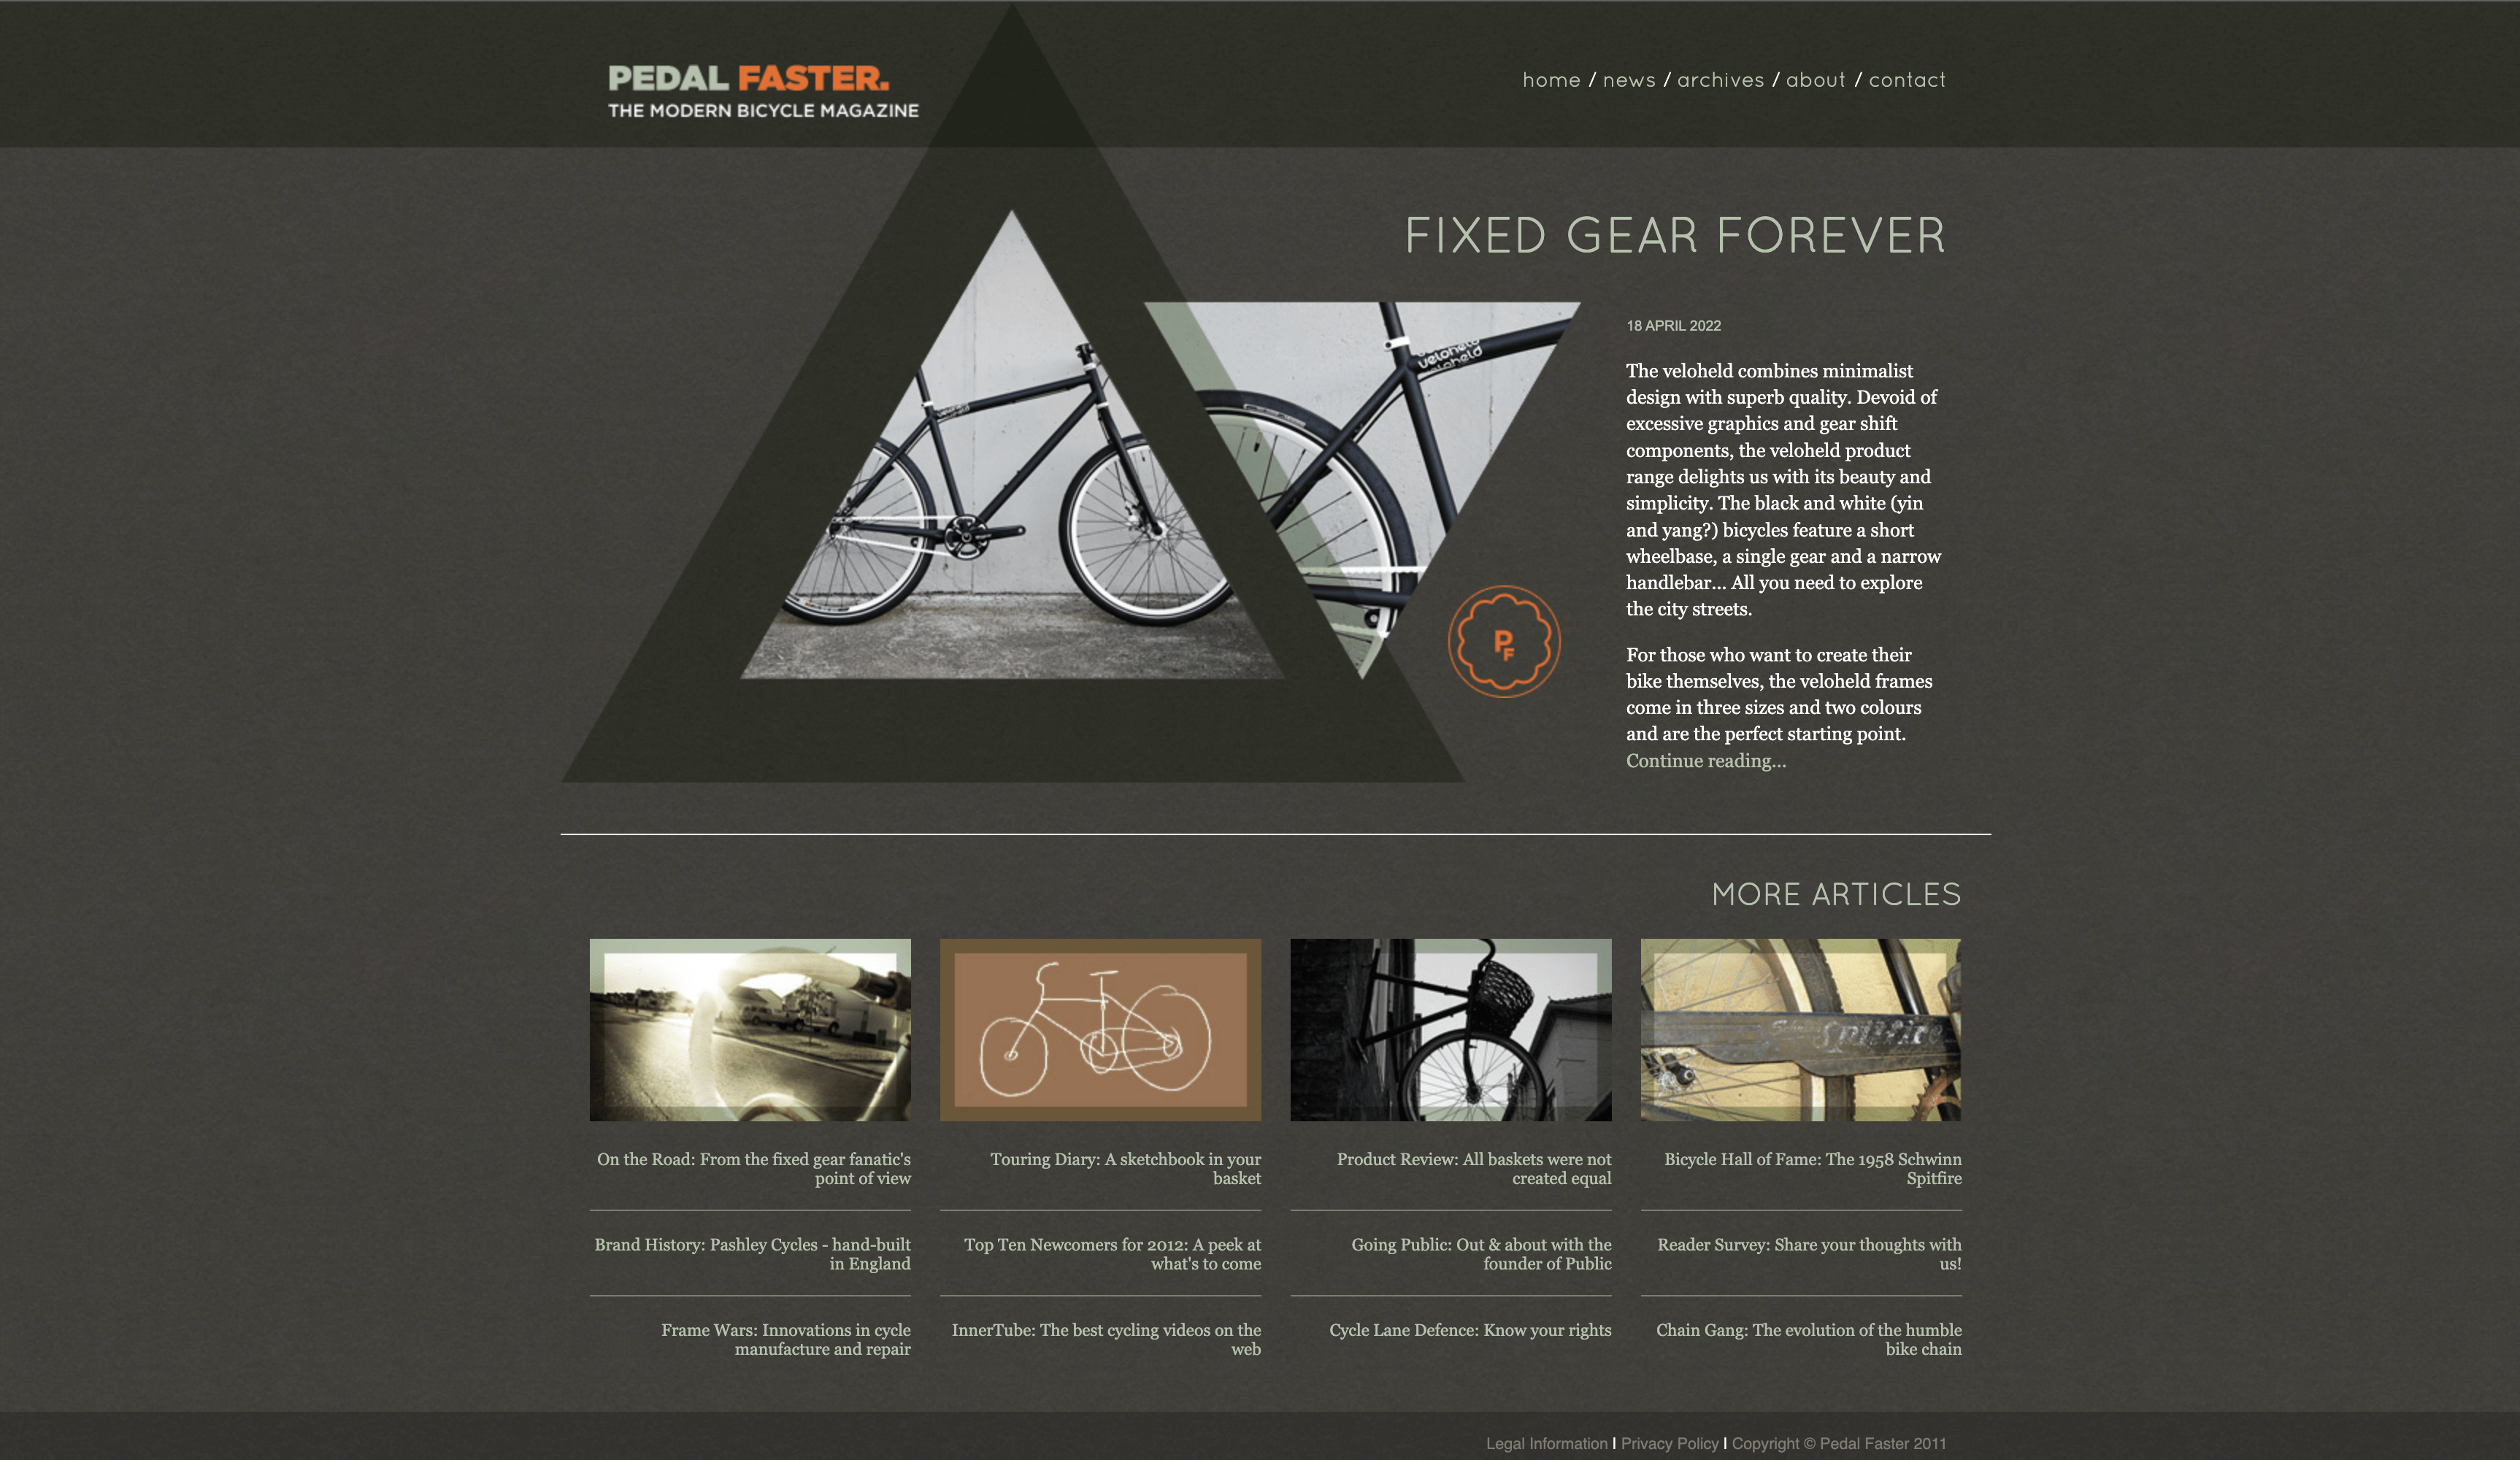 PEDAL FASTER.
THE MODERN BICYCLE MAGAZINE
home / news / archives / about / contact
FIXED GEAR FOREVER
veloheld
veloheld
18 APRIL 2022
The veloheld combines minimalist
design with superb quality. Devoid of
excessive graphics and gear shift
components, the veloheld product
range delights us with its beauty and
simplicity. The black and white (yin
and yang?) bicycles feature a short
wheelbase, a single gear and a narrow
handlebar... All you need to explore
the city streets.
PF
For those who want to create their
bike themselves, the veloheld frames
come in three sizes and two colours
and are the perfect starting point.
Continue reading...
MORE ARTICLES
Spitfire
On the Road: From the fixed gear fanatic's
point of view
Touring Diary: A sketchbook in your
basket
Product Review: All baskets were not
created equal
Bicycle Hall of Fame: The 1958 Schwinn
Spitfire
Brand History: Pashley Cycles - hand-built
in England
Top Ten Newcomers for 2012: A peek at
what's to come
Going Public: Out & about with the
founder of Public
Reader Survey: Share your thoughts with
us!
Frame Wars: Innovations in cycle
manufacture and repair
InnerTube: The best cycling videos on the
web
Cycle Lane Defence: Know your rights
Chain Gang: The evolution of the humble
bike chain
Legal Information | Privacy Policy | Copyright © Pedal Faster 2011